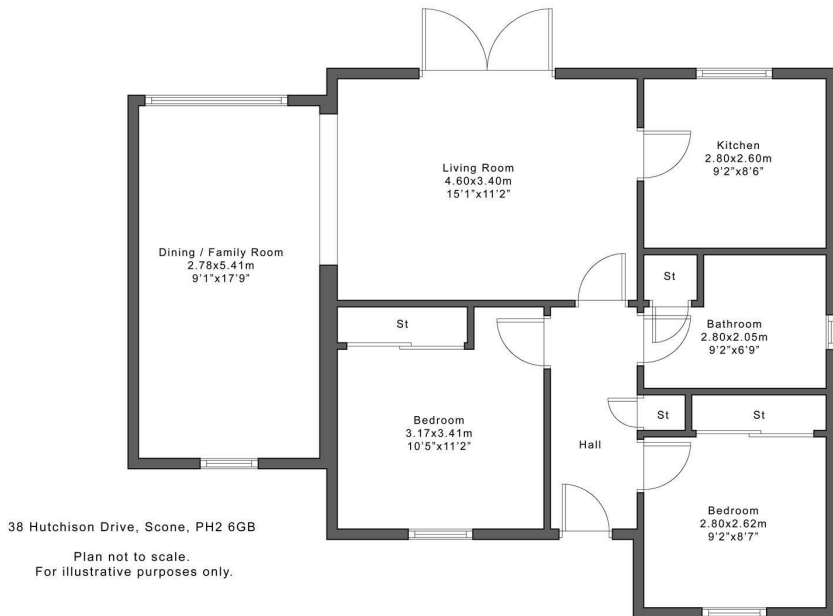 Kitchen
2.80x2.60m
9'2"x8'6"
Living Room
4.60x3.40m
15'1"x11'2"
Dining / Family Room
2.78x5.41m
9'1"x17'9"
St
Bathroom
2.80x2.05m
9'2"x6'9"
St
Bedroom
3.17x3.41m
10'5"x11'2"
Hall
St
St
Bedroom
2.80x2.62m
9'2"x8'7"
38 Hutchison Drive, Scone, PH2 6GB
Plan not to scale.
For illustrative purposes only.